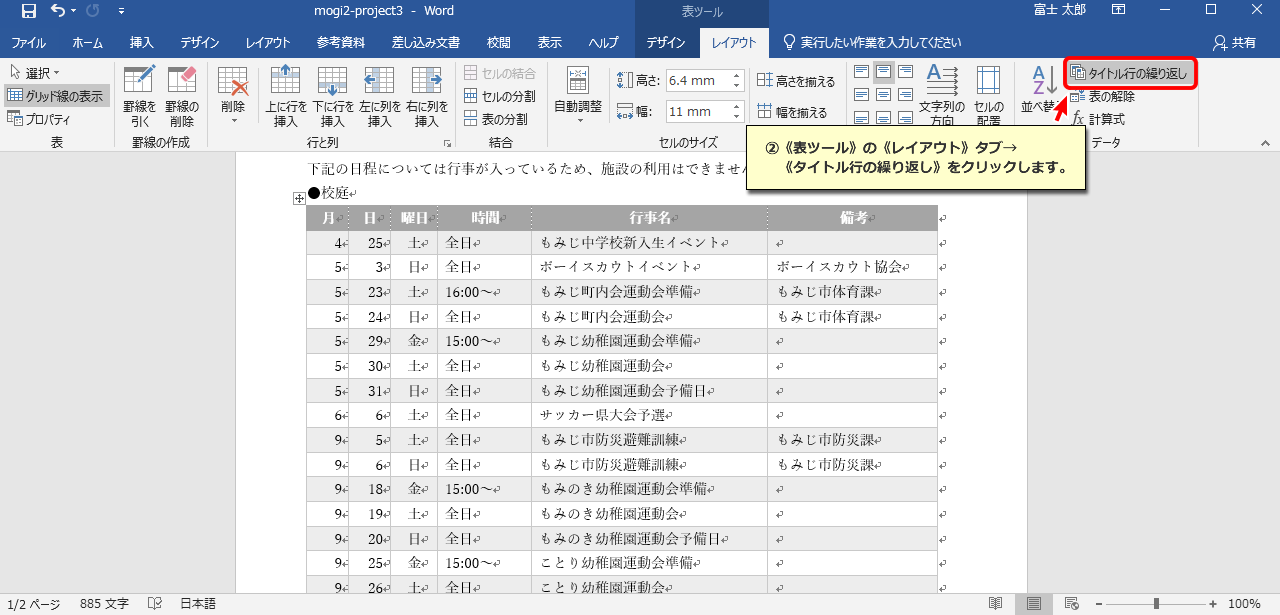 mogi2-project3 - Word
表ツール
富士 太郎
ファイル ホーム 挿入 デザイン レイアウト 参考資料 差し込み文書 校閲 表示 ヘルプ デザイン レイアウト 実行したい作業を入力してください 共有
選択
グリッド線の表示
プロパティ
表
罫線を引く
罫線の削除
罫線の作成
削除
上に行を挿入
下に行を挿入
左に列を挿入
右に列を挿入
行と列
セルの結合
セルの分割
表の分割
結合
自動調整
高さ: 6.4 mm
幅: 11 mm
高さを揃える
幅を揃える
セルのサイズ
文字列の方向
セルの配置
並べ替え
タイトル行の繰り返し
表の解除
計算式
データ
②《表ツール》の《レイアウト》タブ→
《タイトル行の繰り返し》をクリックします。
下記の日程については行事が入っているため、施設の利用はできません
●校庭
月 日 曜日 時間 行事名 備考
4 25 土 全日 もみじ中学校新入生イベント
5 3 日 全日 ボーイスカウトイベント ボーイスカウト協会
5 23 土 16:00～ もみじ町内会運動会準備 もみじ市体育課
5 24 日 全日 もみじ町内会運動会 もみじ市体育課
5 29 金 15:00～ もみじ幼稚園運動会準備
5 30 土 全日 もみじ幼稚園運動会
5 31 日 全日 もみじ幼稚園運動会予備日
6 6 土 全日 サッカー県大会予選
9 5 土 全日 もみじ市防災避難訓練 もみじ市防災課
9 6 日 全日 もみじ市防災避難訓練 もみじ市防災課
9 18 金 15:00～ もみのき幼稚園運動会準備
9 19 土 全日 もみのき幼稚園運動会
9 20 日 全日 もみのき幼稚園運動会予備日
9 25 金 15:00～ ことり幼稚園運動会準備
9 26 土 全日 ことり幼稚園運動会
1/2 ページ 885 文字 日本語 100%